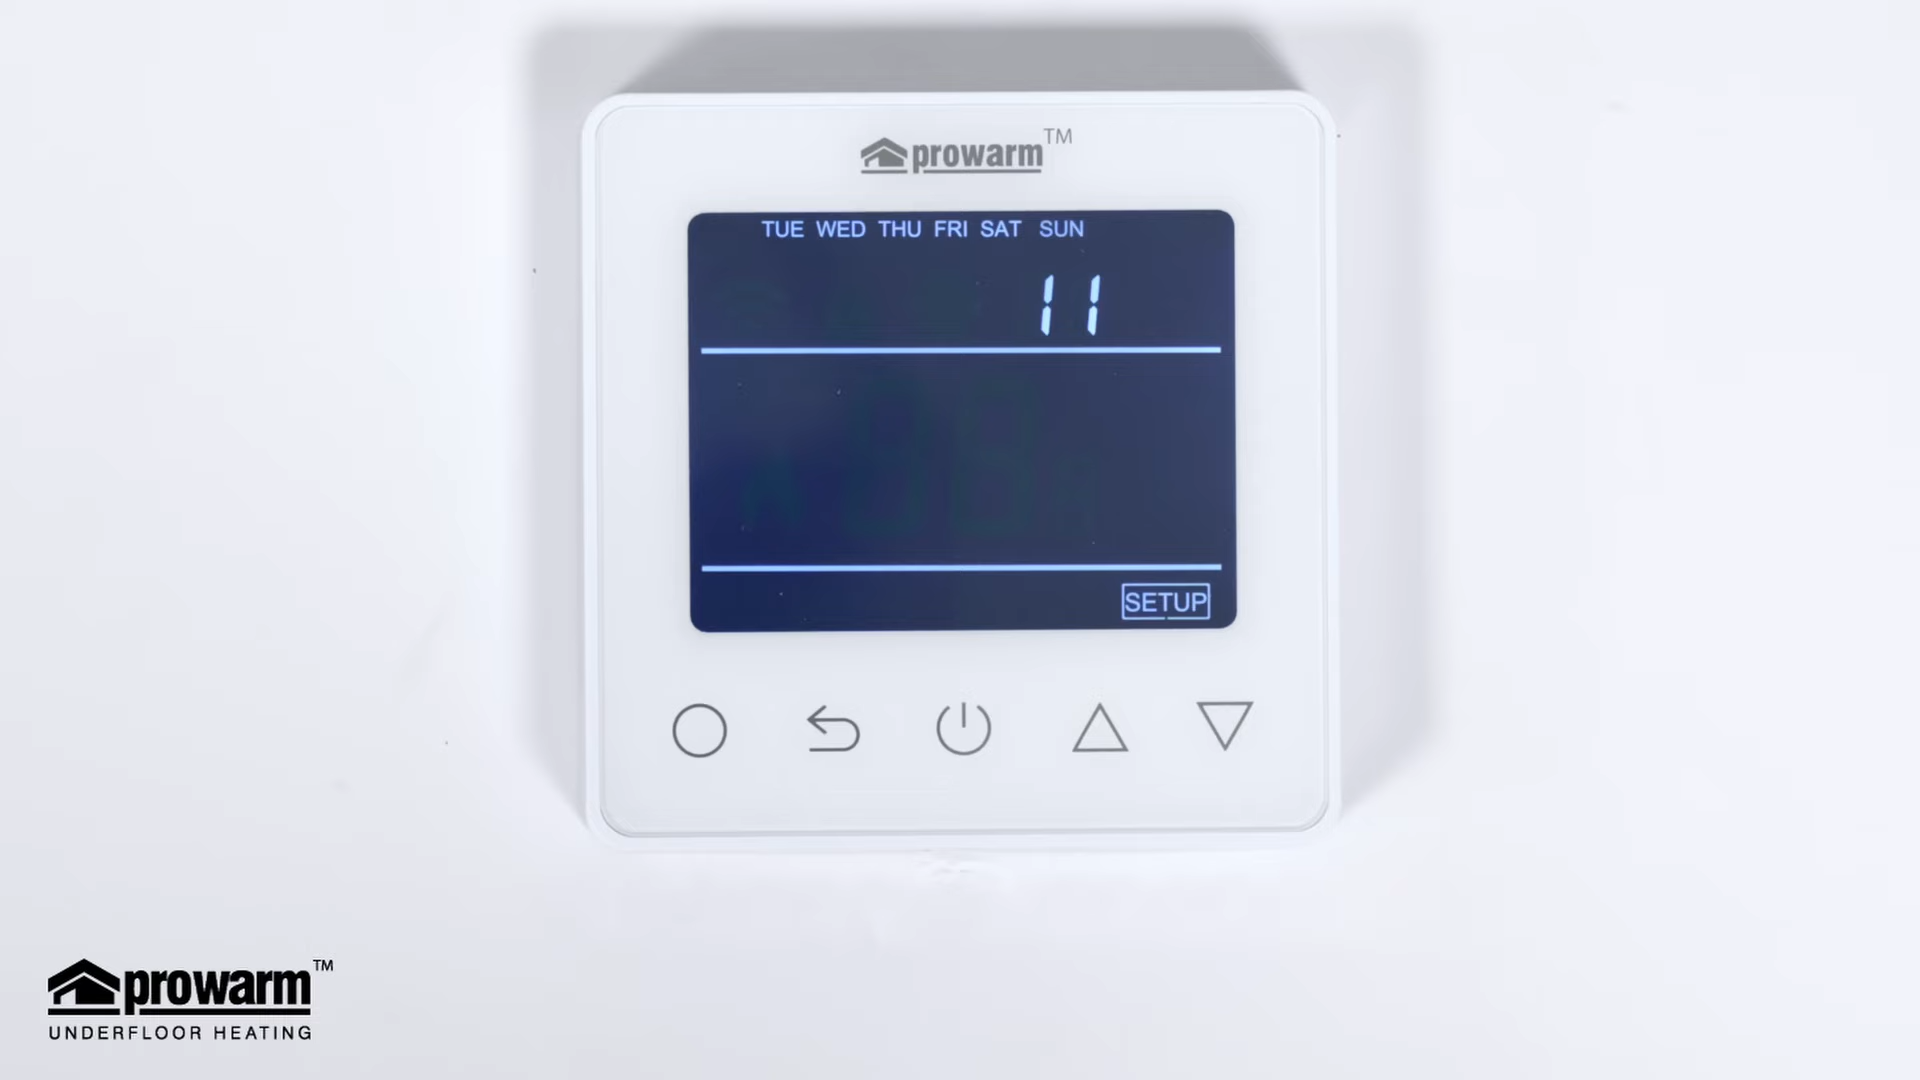 prowarm™
TUE WED THU FRI SAT SUN
11
SETUP
prowarm™
UNDERFLOOR HEATING